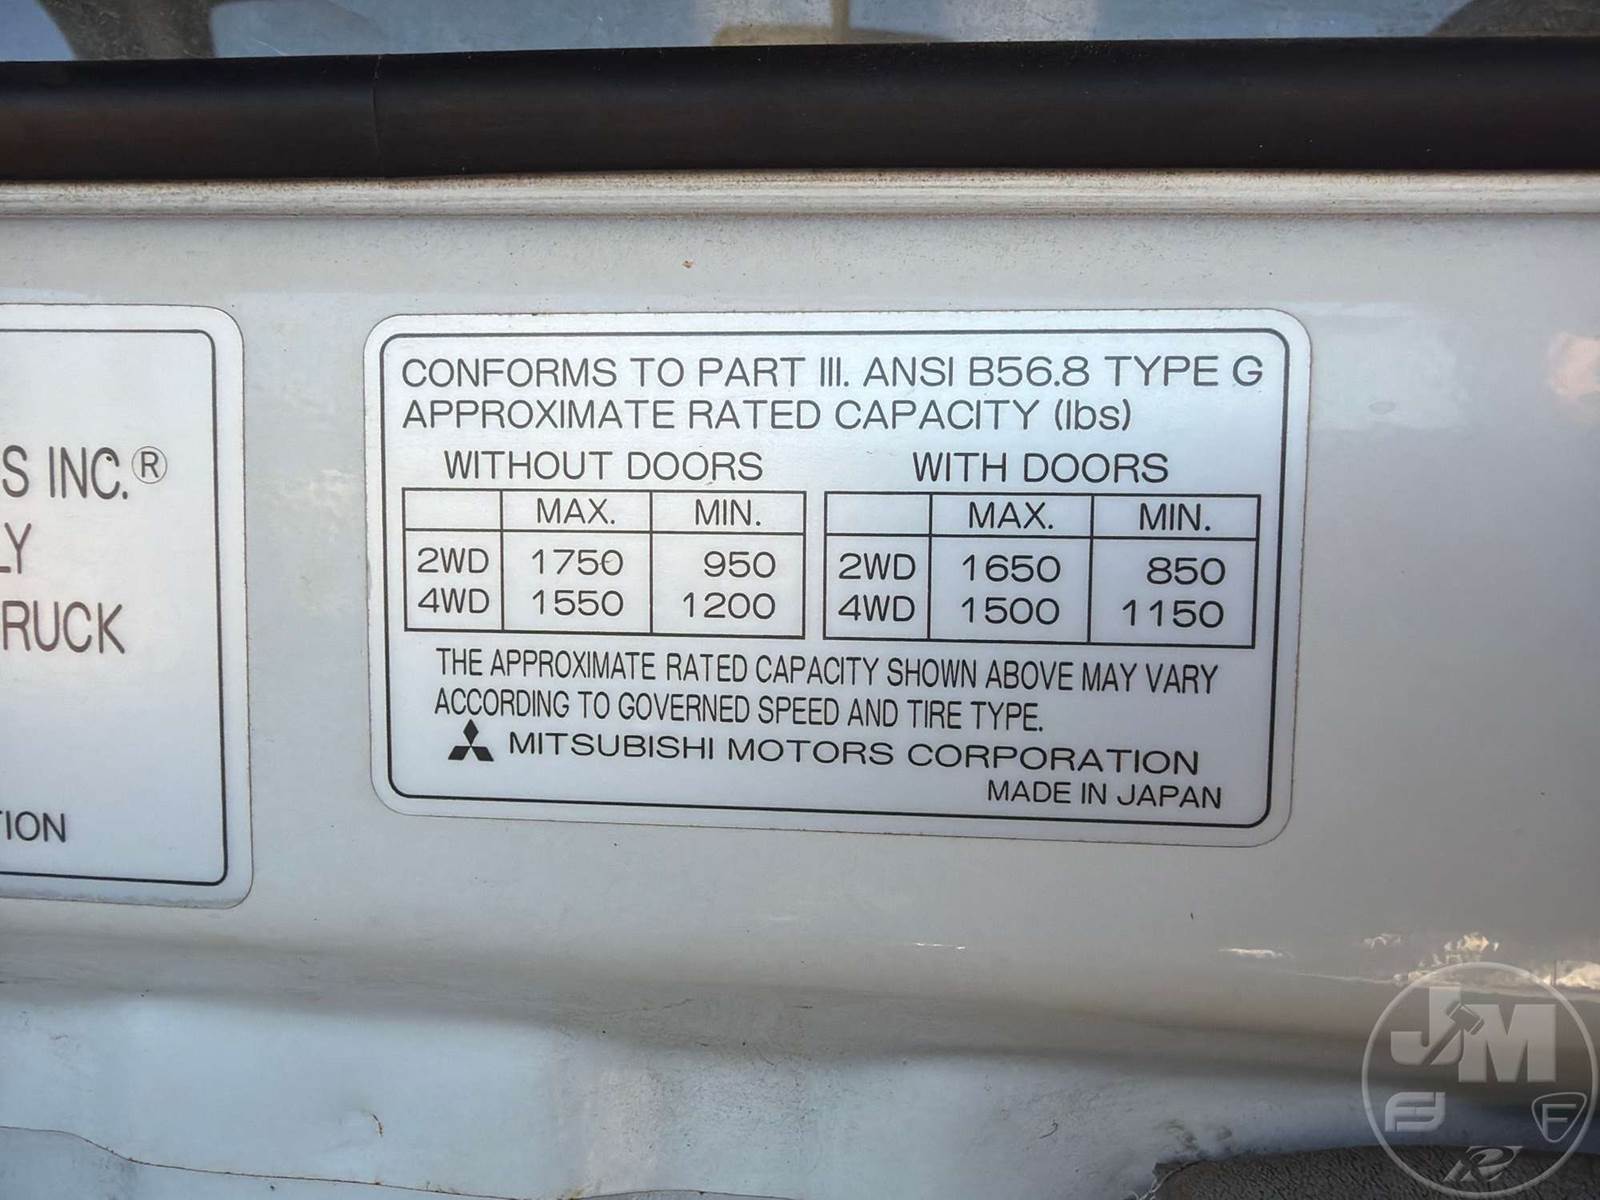 S INC.®
LY
RUCK
TION
CONFORMS TO PART III. ANSI B56.8 TYPE G
APPROXIMATE RATED CAPACITY (lbs)
WITHOUT DOORS
MAX. MIN.
2WD 1750 950
4WD 1550 1200
WITH DOORS
MAX. MIN.
2WD 1650 850
4WD 1500 1150
THE APPROXIMATE RATED CAPACITY SHOWN ABOVE MAY VARY
ACCORDING TO GOVERNED SPEED AND TIRE TYPE.
MITSUBISHI MOTORS CORPORATION
MADE IN JAPAN
JM